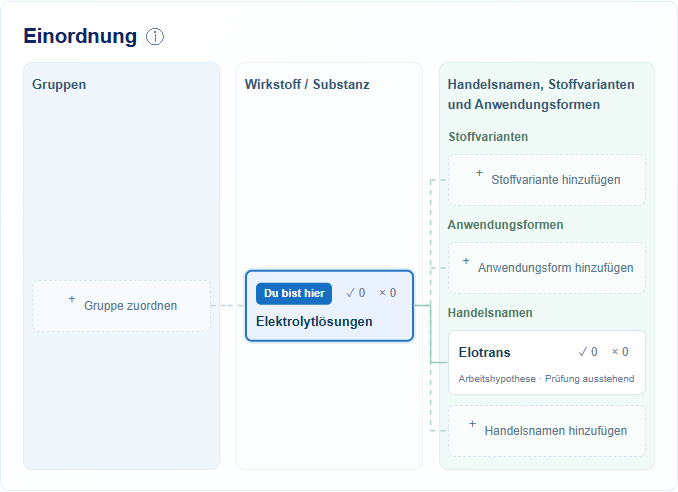 Einordnung ⓘ
Gruppen
+ Gruppe zuordnen
Wirkstoff / Substanz
Du bist hier ✓ 0 × 0
Elektrolytlösungen
Handelsnamen, Stoffvarianten
und Anwendungsformen
Stoffvarianten
+ Stoffvariante hinzufügen
Anwendungsformen
+ Anwendungsform hinzufügen
Handelsnamen
Elotrans ✓ 0 × 0
Arbeitshypothese · Prüfung ausstehend
+ Handelsnamen hinzufügen